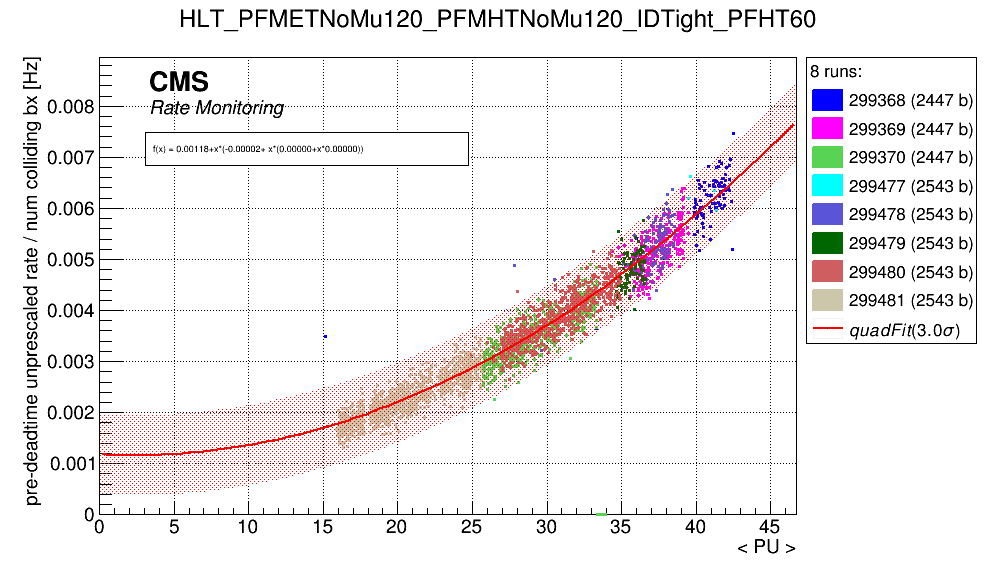 HLT_PFMETNoMu120_PFMHTNoMu120_IDTight_PFHT60
pre-deadtime unprescaled rate / num colliding bx [Hz]
CMS
Rate Monitoring
f(x) = 0.00118+x*(-0.00002+ x*(0.00000+x*0.00000))
0.008
0.007
0.006
0.005
0.004
0.003
0.002
0.001
0
0 5 10 15 20 25 30 35 40 45
< PU >
8 runs:
299368 (2447 b)
299369 (2447 b)
299370 (2447 b)
299477 (2543 b)
299478 (2543 b)
299479 (2543 b)
299480 (2543 b)
299481 (2543 b)
quadFit(3.0σ)